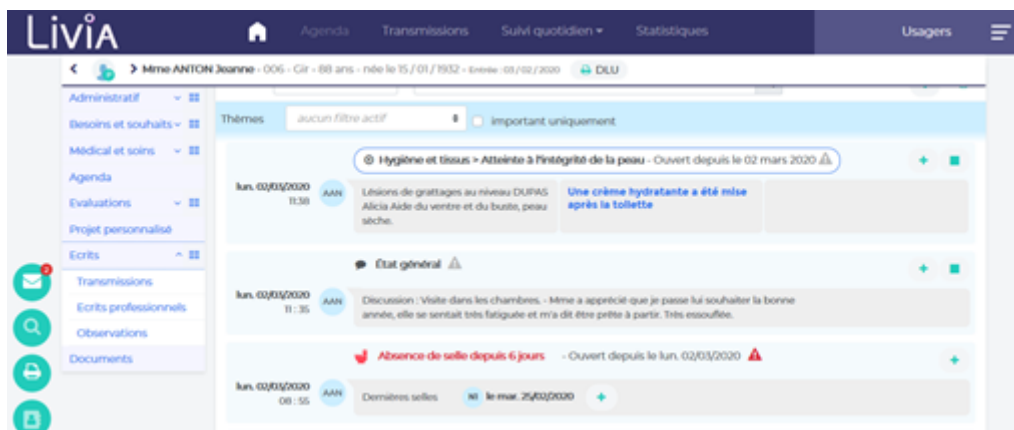 LiviA
Agenda Transmissions Suivi quotidien Statistiques Usagers
Mme ANTON Jeanne - 006 - Gir - 88 ans - née le 15 / 01 / 1932 - Entrée : 03 / 02 / 2020 DLU
Administratif
Besoins et souhaits
Médical et soins
Agenda
Evaluations
Projet personnalisé
Ecrits
Transmissions
Ecrits professionnels
Observations
Documents
2
Thèmes aucun filtre actif important uniquement
Hygiène et tissus > Atteinte à l'intégrité de la peau - Ouvert depuis le 02 mars 2020
lun. 02/03/2020
11:38
AAN
Lésions de grattages au niveau DUPAS
Alicia Aide du ventre et du buste, peau
sèche.
Une crème hydratante a été mise
après la toilette
État général
lun. 02/03/2020
11 : 35
AAN
Discussion : Visite dans les chambres. - Mme a apprécié que je passe lui souhaiter la bonne
année, elle se sentait très fatiguée et m'a dit être prête à partir. Très essouflée.
Absence de selle depuis 6 jours - Ouvert depuis le lun. 02/03/2020
lun. 02/03/2020
08 : 55
AAN
Dernières selles le mar. 25/02/2020